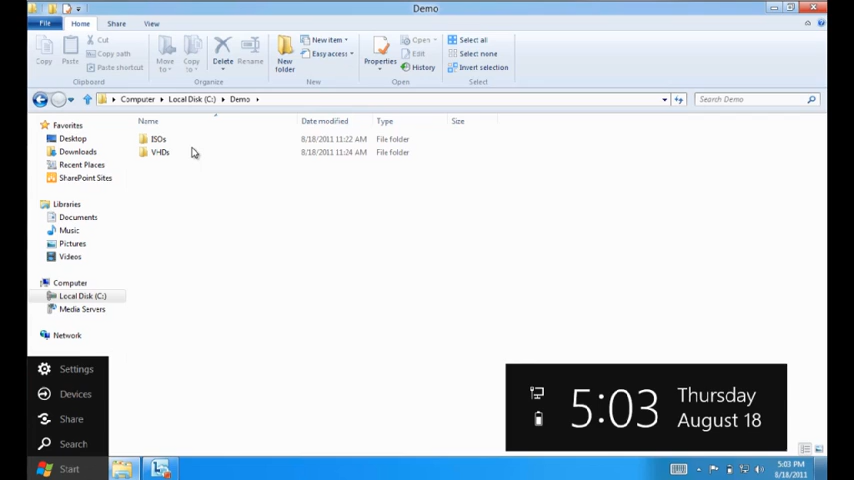 Demo
File Home Share View
Copy Paste Cut Copy path Paste shortcut Move to Copy to Delete Rename New folder New item Easy access Properties Open Edit History Select all Select none Invert selection
Clipboard Organise New Open Select
Computer Local Disk (C:) Demo Search Demo
Name Date modified Type Size
ISOs 8/18/2011 11:22 AM File folder
VHDs 8/18/2011 11:24 AM File folder
Favorites
Desktop
Downloads
Recent Places
SharePoint Sites
Libraries
Documents
Music
Pictures
Videos
Computer
Local Disk (C:)
Media Servers
Network
Settings
Devices
Share
Search
Start
5:03 Thursday
August 18
5:03 PM
8/18/2011